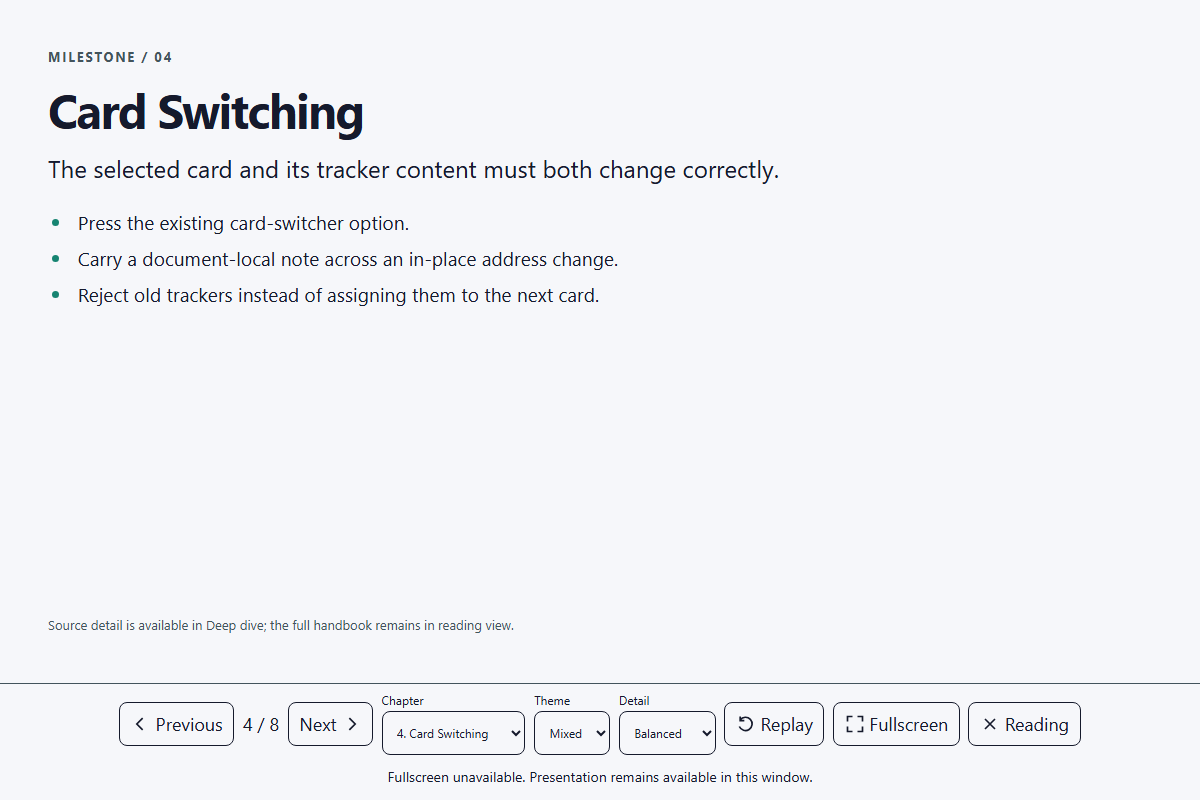 MILESTONE / 04
Card Switching
The selected card and its tracker content must both change correctly.
Press the existing card-switcher option.
Carry a document-local note across an in-place address change.
Reject old trackers instead of assigning them to the next card.
Source detail is available in Deep dive; the full handbook remains in reading view.
Previous
4 / 8
Next
Chapter
4. Card Switching
Theme
Mixed
Detail
Balanced
Replay
Fullscreen
Reading
Fullscreen unavailable. Presentation remains available in this window.